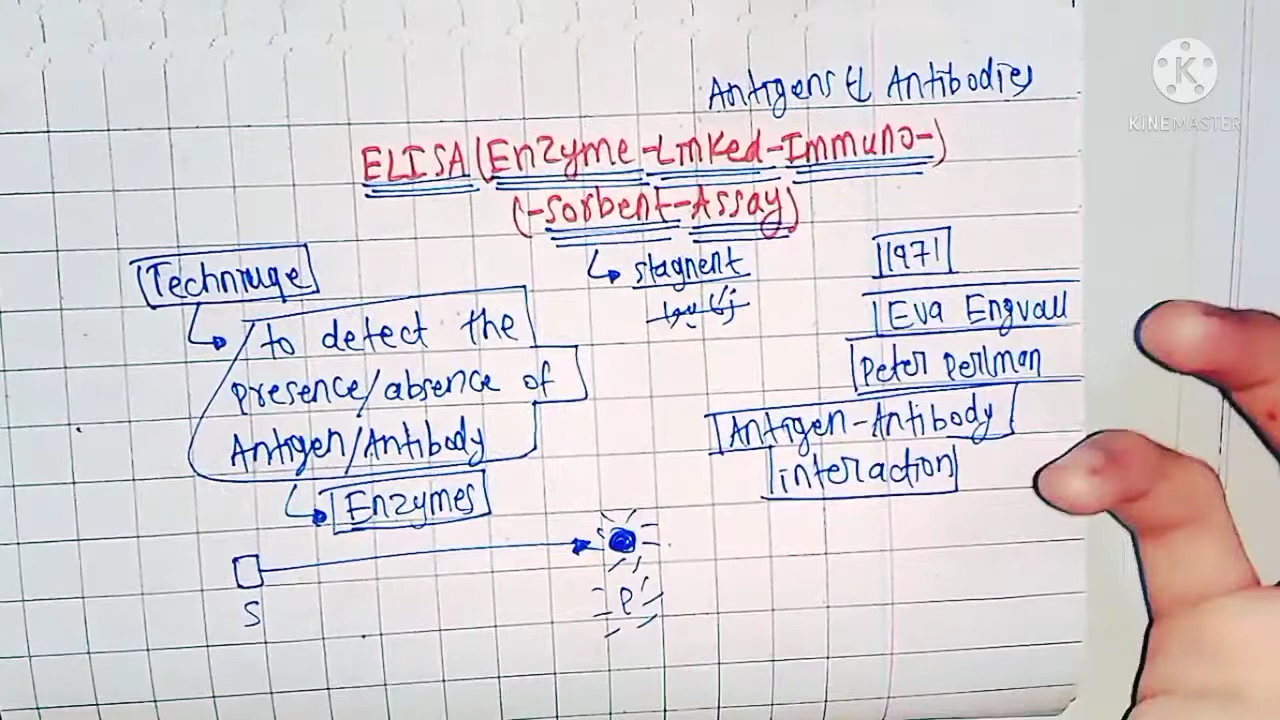 Antigens & Antibodies
ELISA (Enzyme-Linked-Immuno-)
(-Sorbent-Assay)
Technique
↳ stagnent
1971
to detect the
presence/absence of
Antigen/Antibody
Eva Engvall
Peter Perlman
Antigen-Antibody
interaction
↳ Enzymes
S
P
K
KINEMASTER